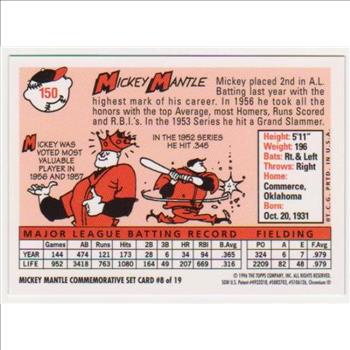 150
MICKEY MANTLE
Mickey placed 2nd in A.L.
Batting last year with the
highest mark of his career. In 1956 he took all the
honors with the top Average, most Homers, Runs Scored
and R.B.I.'s. In the 1953 Series he hit a Grand Slammer.
MICKEY WAS
VOTED MOST
VALUABLE
PLAYER IN
1956 AND 1957
IN THE 1952 SERIES
HE HIT .345
Height: 5'11"
Weight: 196
Bats: Rt. & Left
Throws: Right
Home:
Commerce,
Oklahoma
Born:
Oct. 20, 1931
®T.C.G. PRTD. IN U.S.A.
MAJOR LEAGUE BATTING RECORD FIELDING
Games AB Runs Hits 2B 3B HR RBI B.Avg PO A E F.Avg
YEAR 144 474 121 173 28 6 34 94 .365 324 6 7 .979
LIFE 952 3418 763 1080 154 43 207 669 .316 2262 82 50 .979
MICKEY MANTLE COMMEMORATIVE SET CARD #8 OF 19
© 1996 THE TOPPS COMPANY, INC. ALL RIGHTS RESERVED.